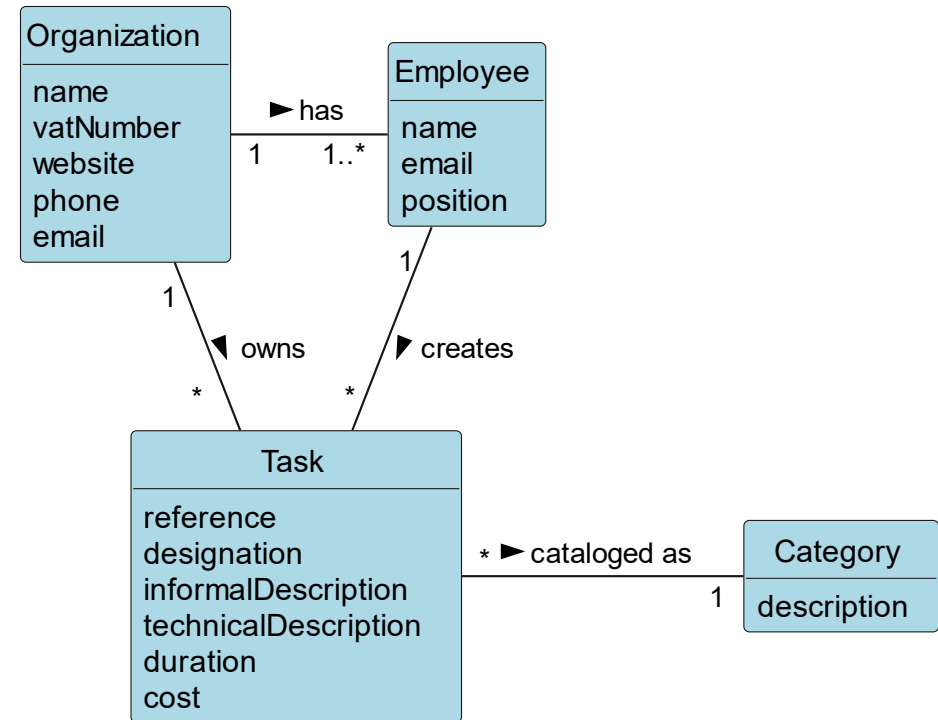 Organization
name
vatNumber
website
phone
email
► has
1
1..*
Employee
name
email
position
1
owns
*
1
creates
*
Task
reference
designation
informalDescription
technicalDescription
duration
cost
* ► cataloged as
1
Category
description